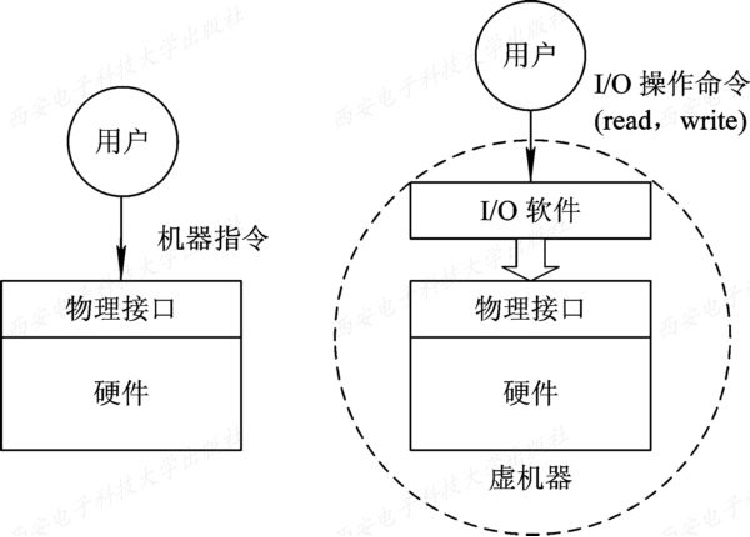 用户
机器指令
物理接口
硬件
用户
I/O 操作命令
(read，write)
I/O 软件
物理接口
硬件
虚机器
西安电子科技大学出版社